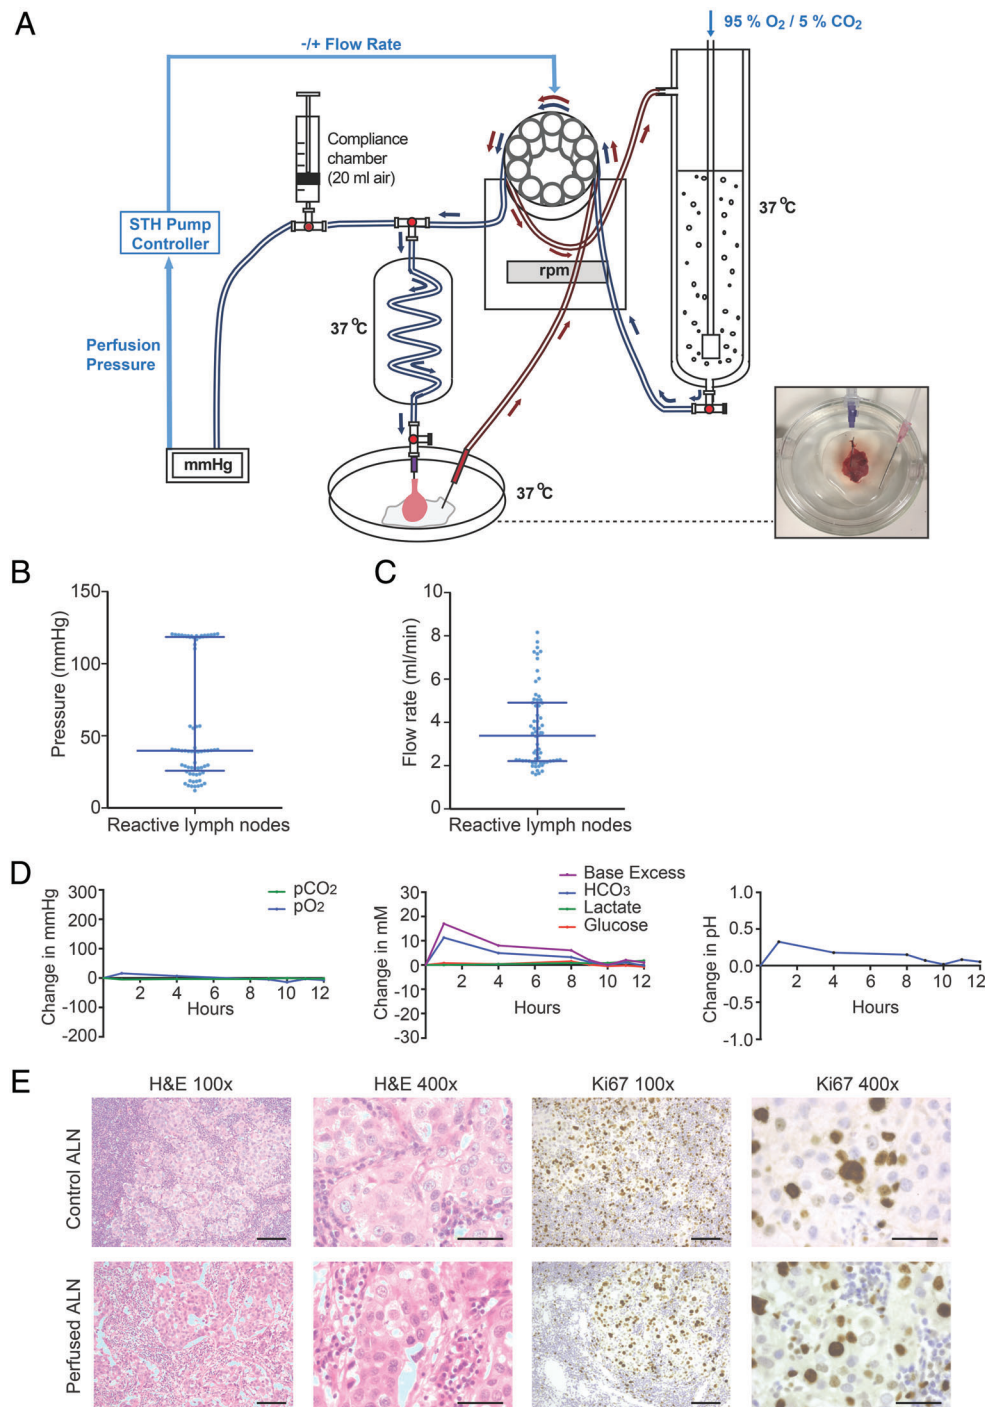 A
95 % O₂ / 5 % CO₂
-/+ Flow Rate
Compliance
chamber
(20 ml air)
37 °C
STH Pump
Controller
rpm
37 °C
Perfusion
Pressure
mmHg
37 °C
B
C
150
100
50
0
Pressure (mmHg)
Reactive lymph nodes
10
8
6
4
2
0
Flow rate (ml/min)
Reactive lymph nodes
D
300
200
100
0
-100
-200
Change in mmHg
pCO₂
pO₂
2 4 6 8 10 12
Hours
30
20
10
0
-10
-20
-30
Change in mM
Base Excess
HCO₃
Lactate
Glucose
2 4 6 8 10 12
Hours
1.0
0.5
0.0
-0.5
-1.0
Change in pH
2 4 6 8 10 12
Hours
E
H&E 100x H&E 400x Ki67 100x Ki67 400x
Control ALN
Perfused ALN